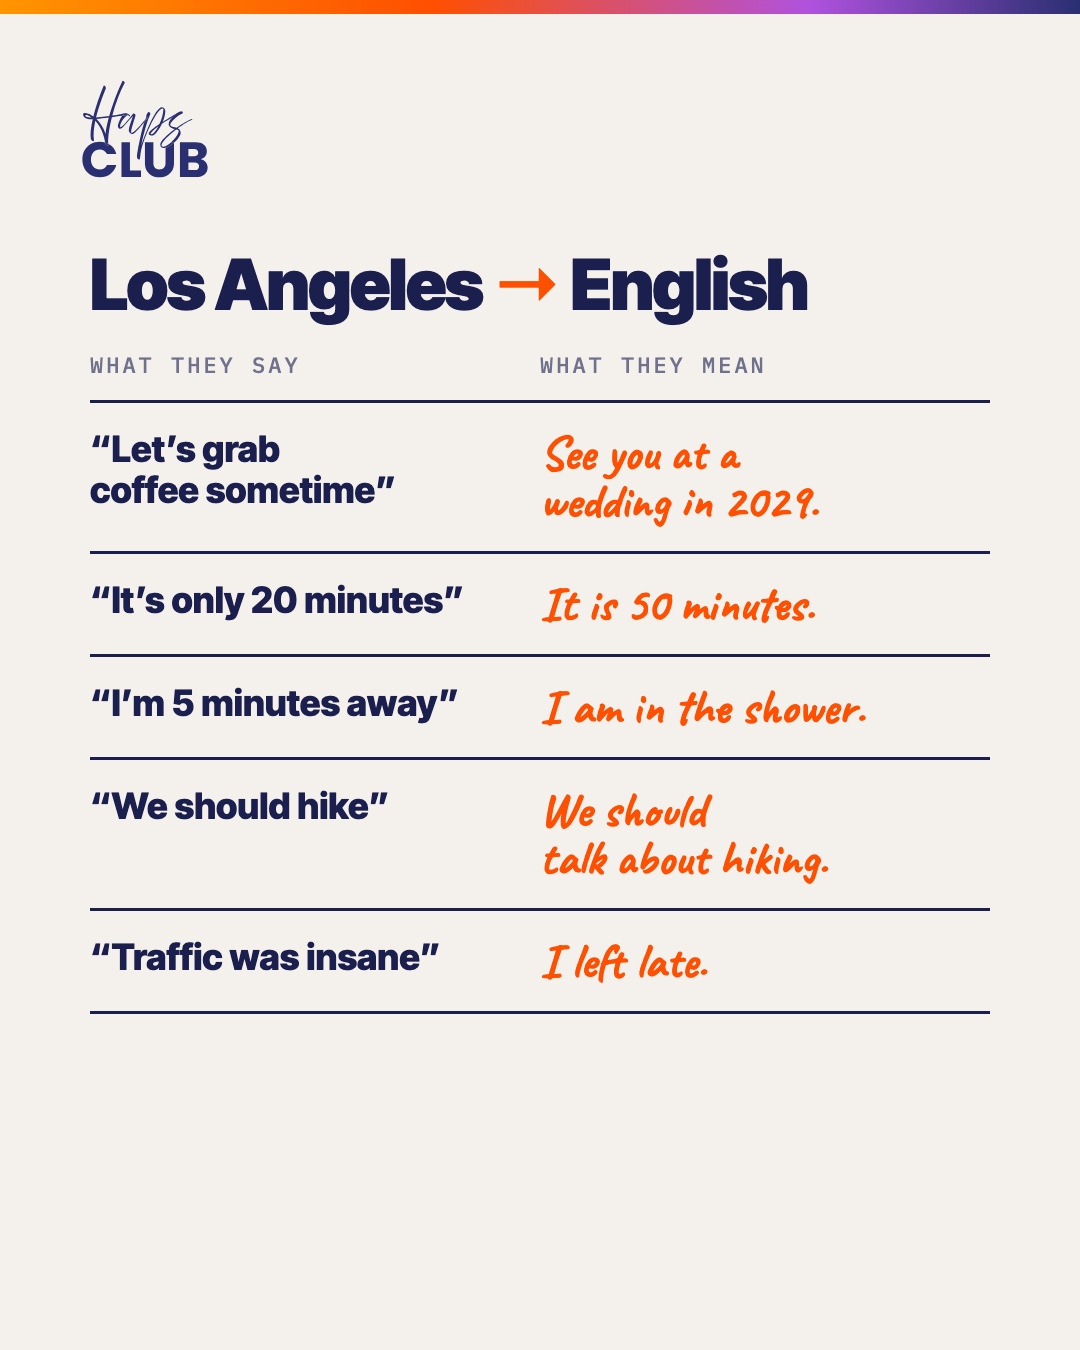 Haps
CLUB
Los Angeles → English
WHAT THEY SAY
WHAT THEY MEAN
“Let’s grab
coffee sometime”
See you at a
wedding in 2029.
“It’s only 20 minutes”
It is 50 minutes.
“I’m 5 minutes away”
I am in the shower.
“We should hike”
We should
talk about hiking.
“Traffic was insane”
I left late.